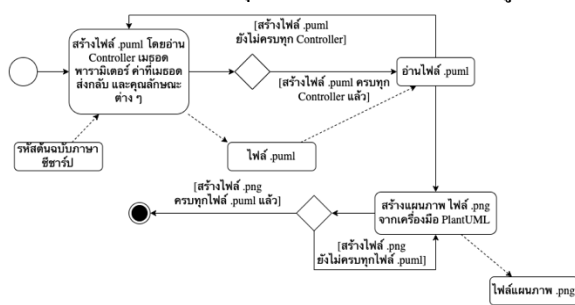 [สร้างไฟล์ .puml
ยังไม่ครบทุก Controller]
สร้างไฟล์ .puml โดยอ่าน
Controller เมธอด
พารามิเตอร์ ค่าที่เมธอด
ส่งกลับ และคุณลักษณะ
ต่าง ๆ
อ่านไฟล์ .puml
[สร้างไฟล์ .puml ครบทุก
Controller แล้ว]
รหัสต้นฉบับภาษา
ซีชาร์ป
ไฟล์ .puml
[สร้างไฟล์ .png
ครบทุกไฟล์ .puml แล้ว]
สร้างแผนภาพ ไฟล์ .png
จากเครื่องมือ PlantUML
[สร้างไฟล์ .png
ยังไม่ครบทุกไฟล์ .puml]
ไฟล์แผนภาพ .png